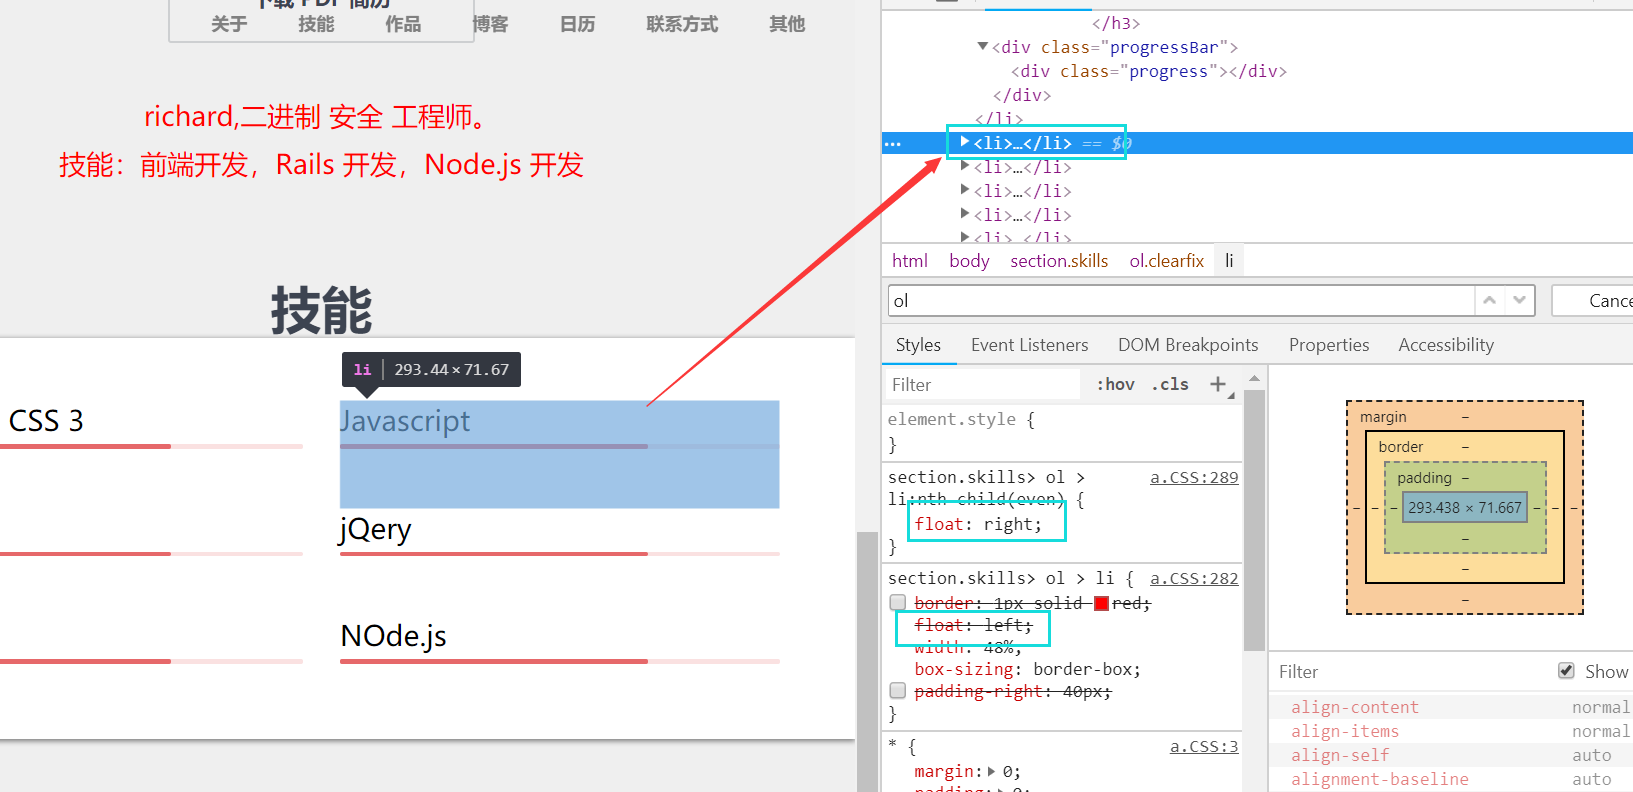 下载 PDF 简历
关于 技能 作品 博客 日历 联系方式 其他
richard,二进制 安全 工程师。
技能：前端开发，Rails 开发，Node.js 开发
技能
li 293.44×71.67
CSS 3
Javascript
jQery
NOde.js
</h3>
▼<div class="progressBar">
<div class="progress"></div>
</div>
</li>
… ▶<li>…</li> == $0
▶<li>…</li>
▶<li>…</li>
▶<li>…</li>
▶<li>…</li>
html body section.skills ol.clearfix li
ol
Cance
Styles Event Listeners DOM Breakpoints Properties Accessibility
Filter :hov .cls +
element.style {
}
section.skills> ol > a.CSS:289
li:nth-child(even) {
float: right;
}
section.skills> ol > li { a.CSS:282
border: 1px solid red;
float: left;
width: 48%;
box-sizing: border-box;
padding-right: 40px;
}
* { a.CSS:3
margin:▶ 0;
padding:▶ 0;
margin –
border –
padding –
– – – 293.438 × 71.667 – – –
–
–
–
Filter Show
align-content normal
align-items normal
align-self auto
alignment-baseline auto